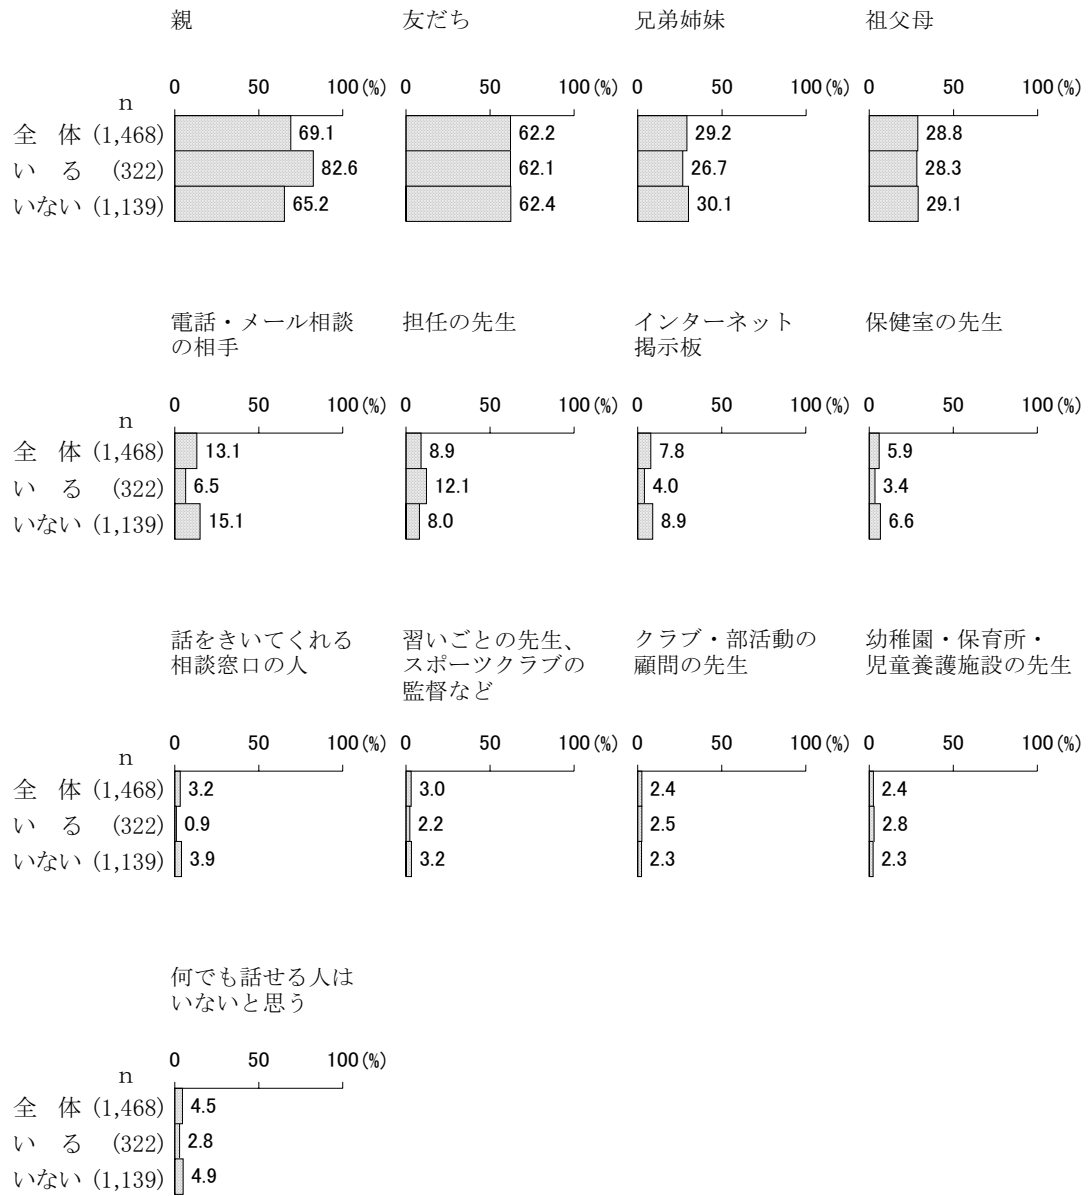 親 友だち 兄弟姉妹 祖父母
0 50 100(%) 0 50 100(%) 0 50 100(%) 0 50 100(%)
n
全 体 (1,468) 69.1 62.2 29.2 28.8
い る (322) 82.6 62.1 26.7 28.3
いない (1,139) 65.2 62.4 30.1 29.1
電話・メール相談 担任の先生 インターネット 保健室の先生
の相手 掲示板
0 50 100(%) 0 50 100(%) 0 50 100(%) 0 50 100(%)
n
全 体 (1,468) 13.1 8.9 7.8 5.9
い る (322) 6.5 12.1 4.0 3.4
いない (1,139) 15.1 8.0 8.9 6.6
話をきいてくれる 習いごとの先生、 クラブ・部活動の 幼稚園・保育所・
相談窓口の人 スポーツクラブの 顧問の先生 児童養護施設の先生
監督など
0 50 100(%) 0 50 100(%) 0 50 100(%) 0 50 100(%)
n
全 体 (1,468) 3.2 3.0 2.4 2.4
い る (322) 0.9 2.2 2.5 2.8
いない (1,139) 3.9 3.2 2.3 2.3
何でも話せる人は
いないと思う
0 50 100(%)
n
全 体 (1,468) 4.5
い る (322) 2.8
いない (1,139) 4.9